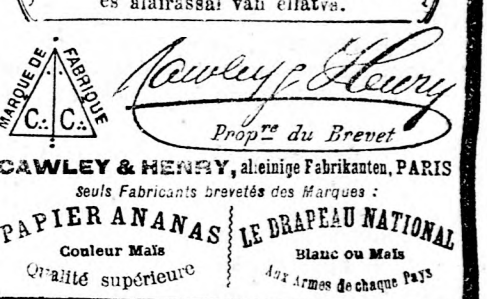 és aláírással van ellátva.
MARQUE DE FABRIQUE
C.·. C.·.
Cawley & Henry
Propre du Brevet
CAWLEY & HENRY, alleinige Fabrikanten, PARIS
Seuls Fabricants brevetés des Marques :
PAPIER ANANAS
Couleur Maïs
Qualité supérieure
LE DRAPEAU NATIONAL
Blanc ou Maïs
Aux Armes de chaque Pays